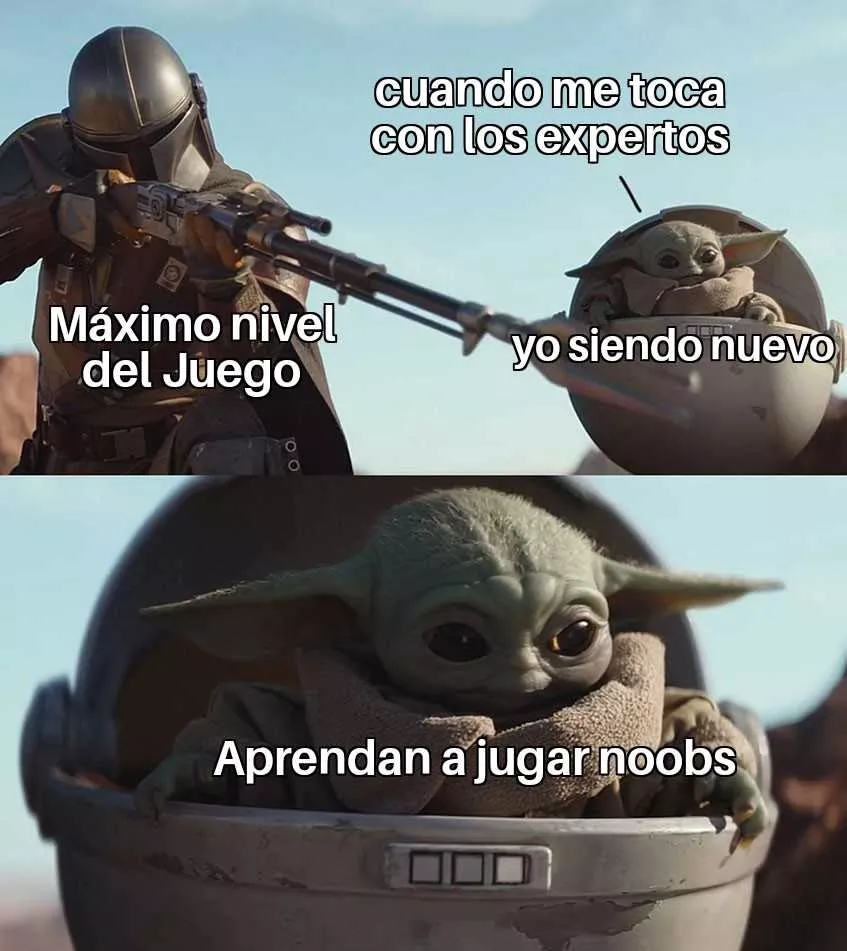 cuando me toca
con los expertos
Máximo nivel
del Juego
yo siendo nuevo
Aprendan a jugar noobs